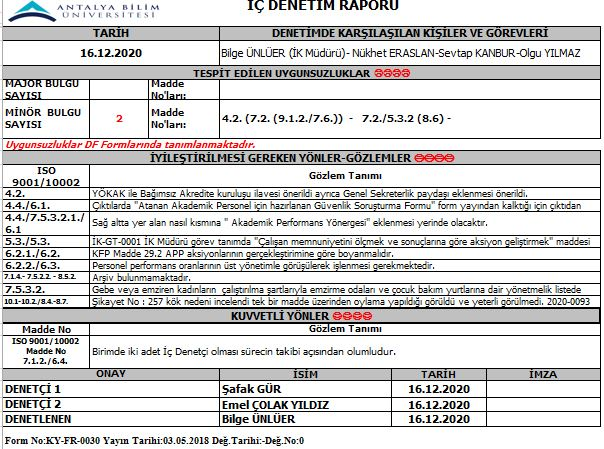 ANTALYA BİLİM
ÜNİVERSİTESİ
İÇ DENETİM RAPORU
TARİH
DENETİMDE KARŞILAŞILAN KİŞİLER VE GÖREVLERİ
16.12.2020
Bilge ÜNLÜER (İK Müdürü)- Nükhet ERASLAN-Sevtap KANBUR-Olgu YILMAZ
TESPİT EDİLEN UYGUNSUZLUKLAR
MAJÖR BULGU SAYISI
Madde No'ları:
MİNÖR BULGU SAYISI
2
Madde No'ları:
4.2. (7.2. (9.1.2./7.6.)) - 7.2./5.3.2 (8.6) -
Uygunsuzluklar DF Formlarında tanımlanmaktadır.
İYİLEŞTİRİLMESİ GEREKEN YÖNLER-GÖZLEMLER
ISO 9001/10002
Gözlem Tanımı
4.2. YÖKAK ile Bağımsız Akredite kuruluşu ilavesi önerildi ayrıca Genel Sekreterlik paydaşı eklenmesi önerildi.
4.4./6.1. Çıktılarda "Atanan Akademik Personel için hazırlanan Güvenlik Soruşturma Formu" form yayından kalktığı için çıktıdan
4.4./7.5.3.2.1./6.1 Sağ altta yer alan nasıl kısmına " Akademik Performans Yönergesi" eklenmesi yerinde olacaktır.
5.3./5.3. İK-GT-0001 İK Müdürü görev tanımında "Çalışan memnuniyetini ölçmek ve sonuçlarına göre aksiyon geliştirmek" maddesi
6.2.1./6.2. KFP Madde 29.2 APP aksiyonlarının gerçekleştirimine göre boyanmalıdır.
6.2.2.2./6.3. Personel performans oranlarının üst yönetimle görüşülerek işlenmesi gerekmektedir.
7.1.4.- 7.5.2.2. - 8.5.2. Arşiv bulunmamaktadır.
7.5.3.2. Gebe veya emziren kadınların çalıştırılma şartlarıyla emzirme odaları ve çocuk bakım yurtlarına dair yönetmelik listede
10.1-10.2./8.4.-8.7. Şikayet No : 257 kök nedeni incelendi tek bir madde üzerinden oylama yapıldığı görüldü ve yeterli görülmedi. 2020-0093
KUVVETLİ YÖNLER
Madde No
Gözlem Tanımı
ISO 9001/10002
Madde No
7.1.2./6.4.
Birimde iki adet İç Denetçi olması sürecin takibi açısından olumludur.
ONAY İSİM TARİH İMZA
DENETÇİ 1 Şafak GÜR 16.12.2020
DENETÇİ 2 Emel ÇOLAK YILDIZ 16.12.2020
DENETLENEN Bilge ÜNLÜER 16.12.2020
Form No:KY-FR-0030 Yayın Tarihi:03.05.2018 Değ.Tarihi:-Değ.No:0